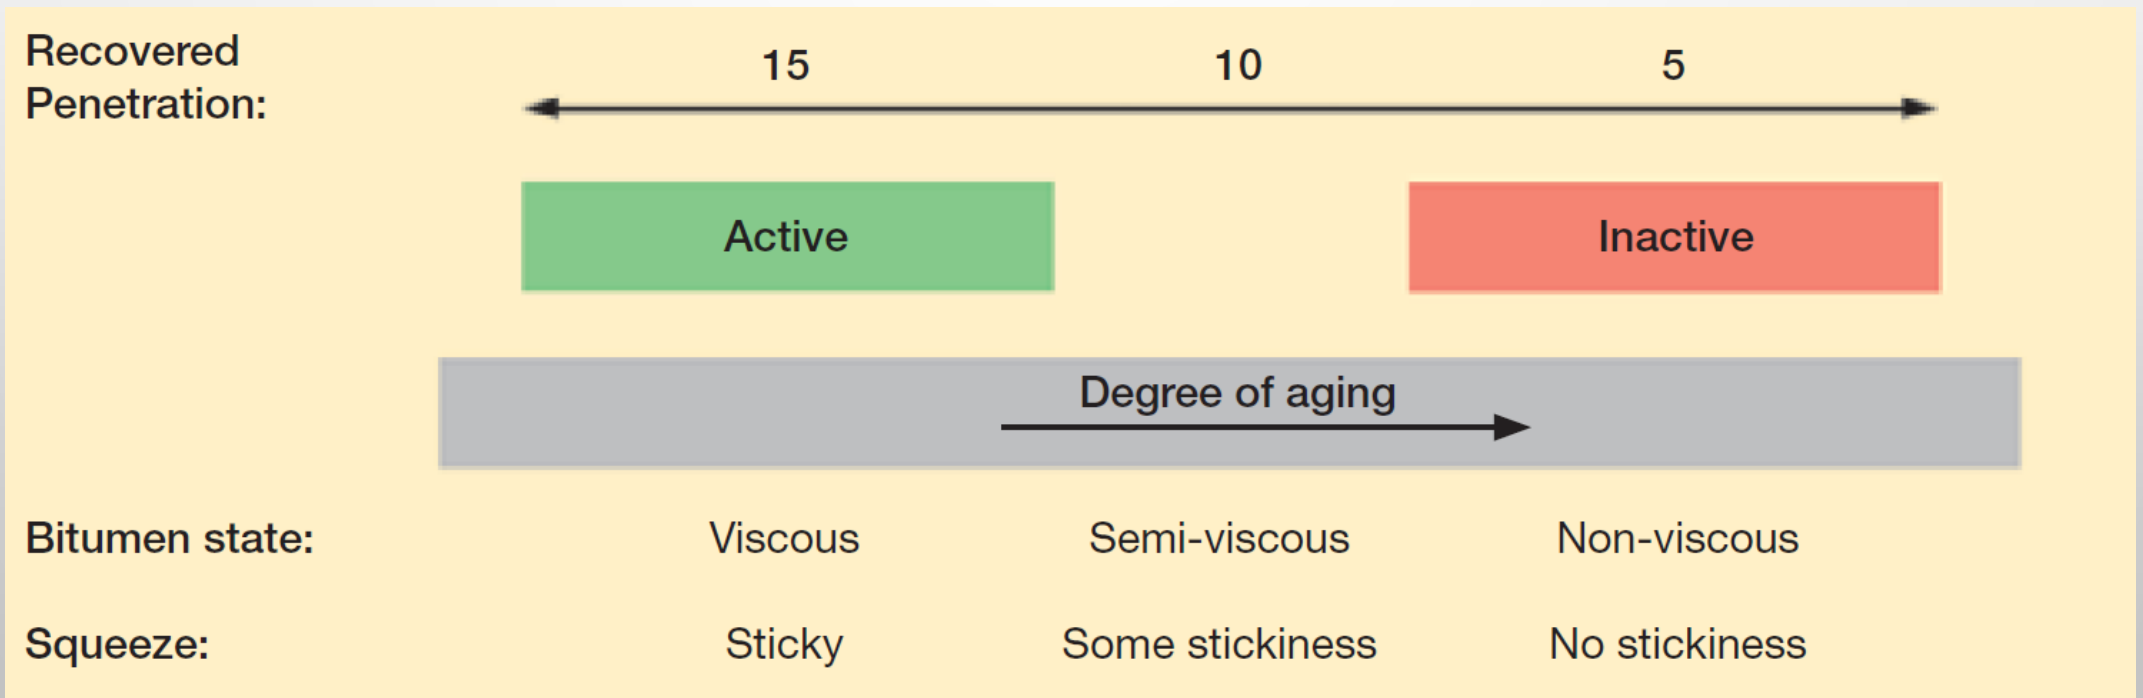 Recovered
Penetration:
15 10 5
Active Inactive
Degree of aging
Bitumen state: Viscous Semi-viscous Non-viscous
Squeeze: Sticky Some stickiness No stickiness